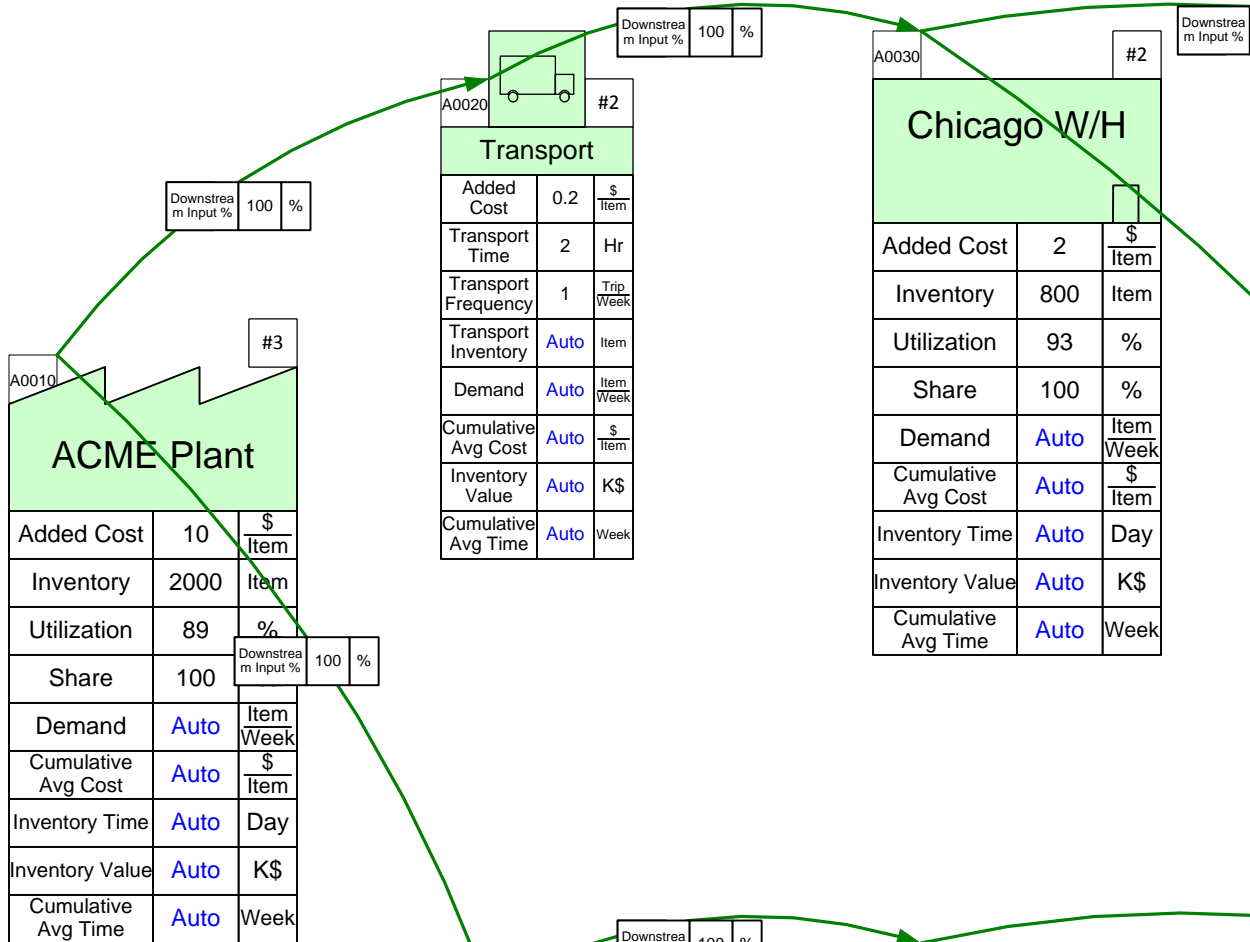 Downstrea
m Input %
100
%
Downstrea
m Input %
A0030
#2
Chicago W/H
Added Cost
2
$
Item
Inventory
800
Item
Utilization
93
%
Share
100
%
Demand
Auto
Item
Week
Cumulative
Avg Cost
Auto
$
Item
Inventory Time
Auto
Day
Inventory Value
Auto
K$
Cumulative
Avg Time
Auto
Week
A0020
#2
Transport
Added
Cost
0.2
$
Item
Transport
Time
2
Hr
Transport
Frequency
1
Trip
Week
Transport
Inventory
Auto
Item
Demand
Auto
Item
Week
Cumulative
Avg Cost
Auto
$
Item
Inventory
Value
Auto
K$
Cumulative
Avg Time
Auto
Week
Downstrea
m Input %
100
%
#3
A0010
ACME Plant
Added Cost
10
$
Item
Inventory
2000
Item
Utilization
89
%
Share
100
Downstrea
m Input %
100
%
Demand
Auto
Item
Week
Cumulative
Avg Cost
Auto
$
Item
Inventory Time
Auto
Day
Inventory Value
Auto
K$
Cumulative
Avg Time
Auto
Week
Downstrea
100
%